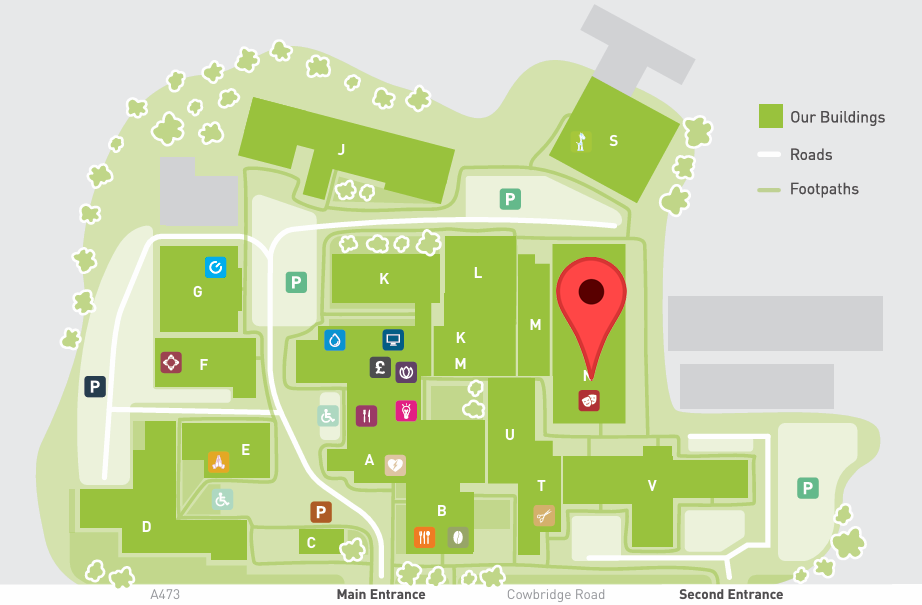 S
Our Buildings
J
Roads
Footpaths
P
L
G
K
P
M
K
M
F
£
P
E
U
A
T
V
P
B
P
D
C
A473
Main Entrance
Cowbridge Road
Second Entrance